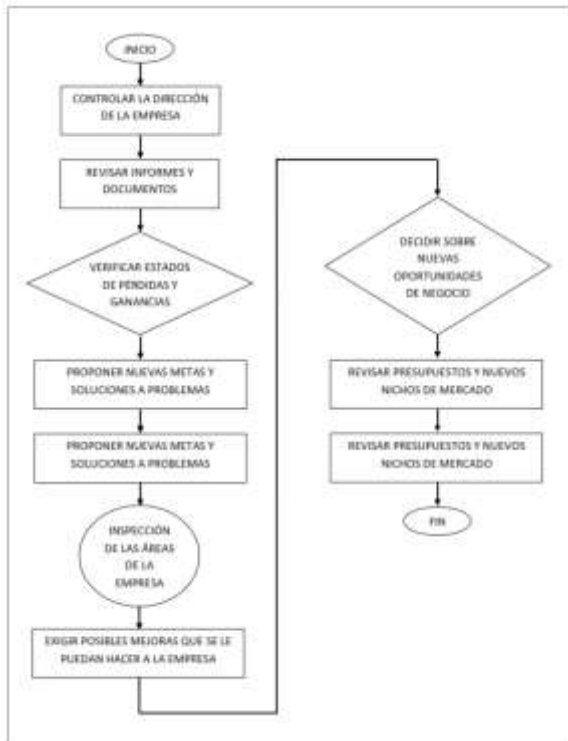 INICIO
CONTROLAR LA DIRECCIÓN
DE LA EMPRESA
REVISAR INFORMES Y
DOCUMENTOS
VERIFICAR ESTADOS
DE PÉRDIDAS Y
GANANCIAS
PROPONER NUEVAS METAS Y
SOLUCIONES A PROBLEMAS
PROPONER NUEVAS METAS Y
SOLUCIONES A PROBLEMAS
INSPECCIÓN
DE LAS ÁREAS
DE LA
EMPRESA
EXIGIR POSIBLES MEJORAS QUE SE LE
PUEDAN HACER A LA EMPRESA
DECIDIR SOBRE
NUEVAS
OPORTUNIDADES
DE NEGOCIO
REVISAR PRESUPUESTOS Y NUEVOS
NICHOS DE MERCADO
REVISAR PRESUPUESTOS Y NUEVOS
NICHOS DE MERCADO
FIN